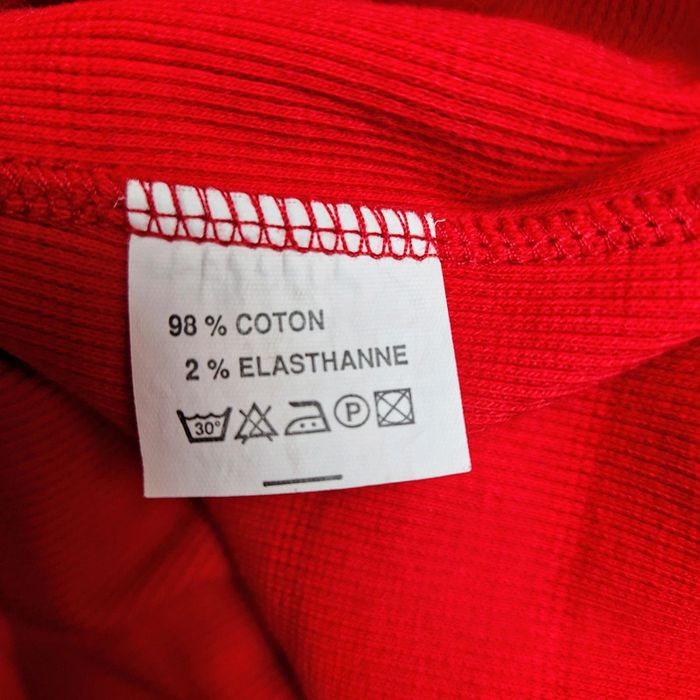 98 % COTON
2 % ELASTHANNE
30° P